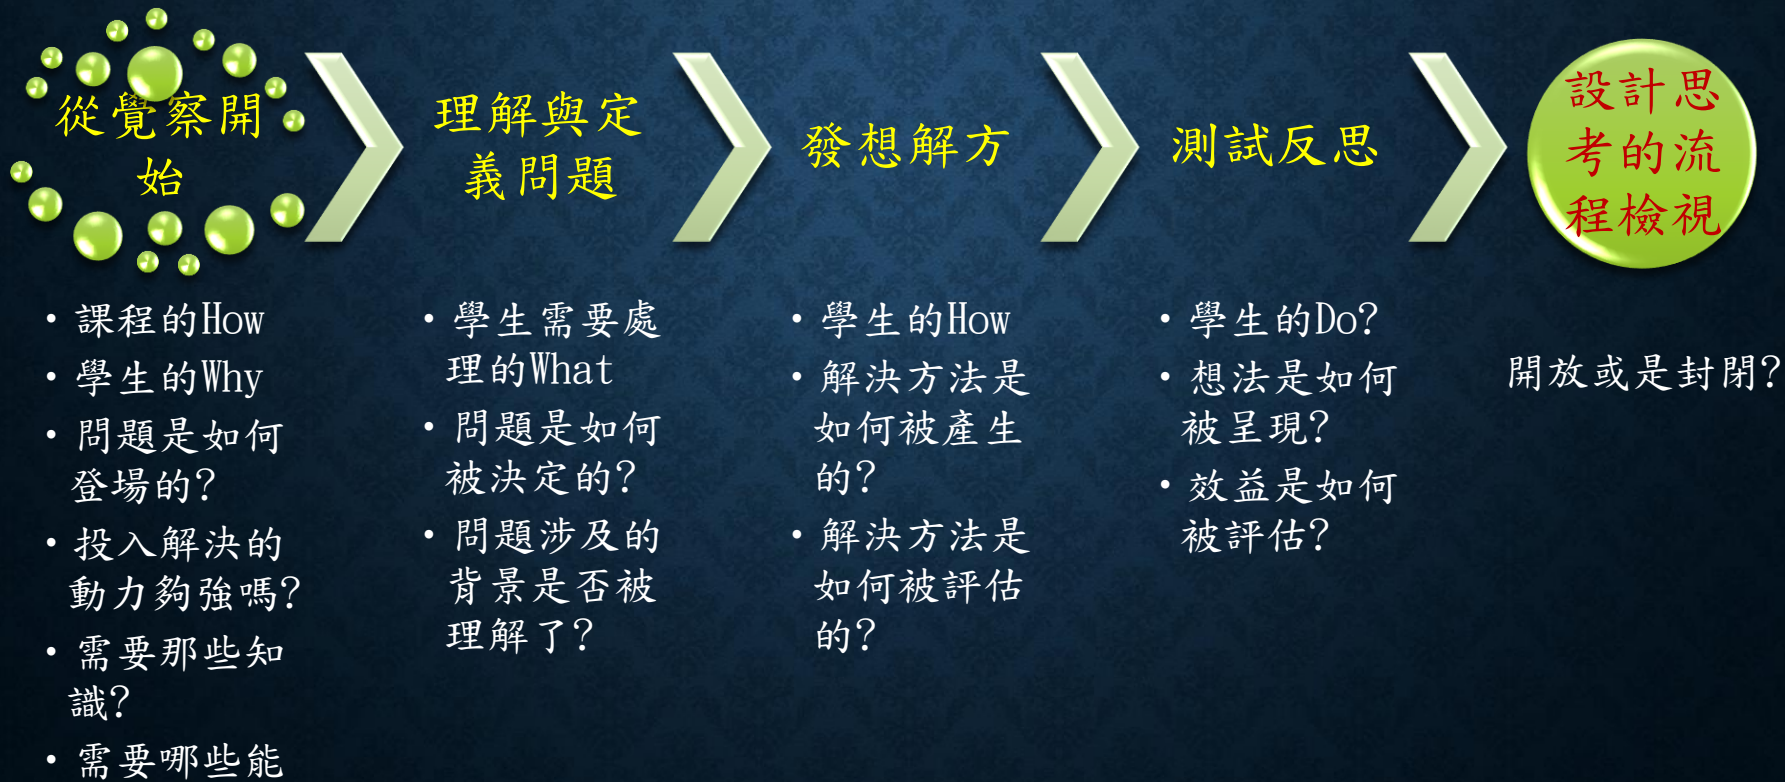 從覺察開
始
理解與定
義問題
發想解方
測試反思
設計思
考的流
程檢視
• 課程的How
• 學生的Why
• 問題是如何
登場的?
• 投入解決的
動力夠強嗎?
• 需要那些知
識?
• 需要哪些能
• 學生需要處
理的What
• 問題是如何
被決定的?
• 問題涉及的
背景是否被
理解了?
• 學生的How
• 解決方法是
如何被產生
的?
• 解決方法是
如何被評估
的?
• 學生的Do?
• 想法是如何
被呈現?
• 效益是如何
被評估?
開放或是封閉?